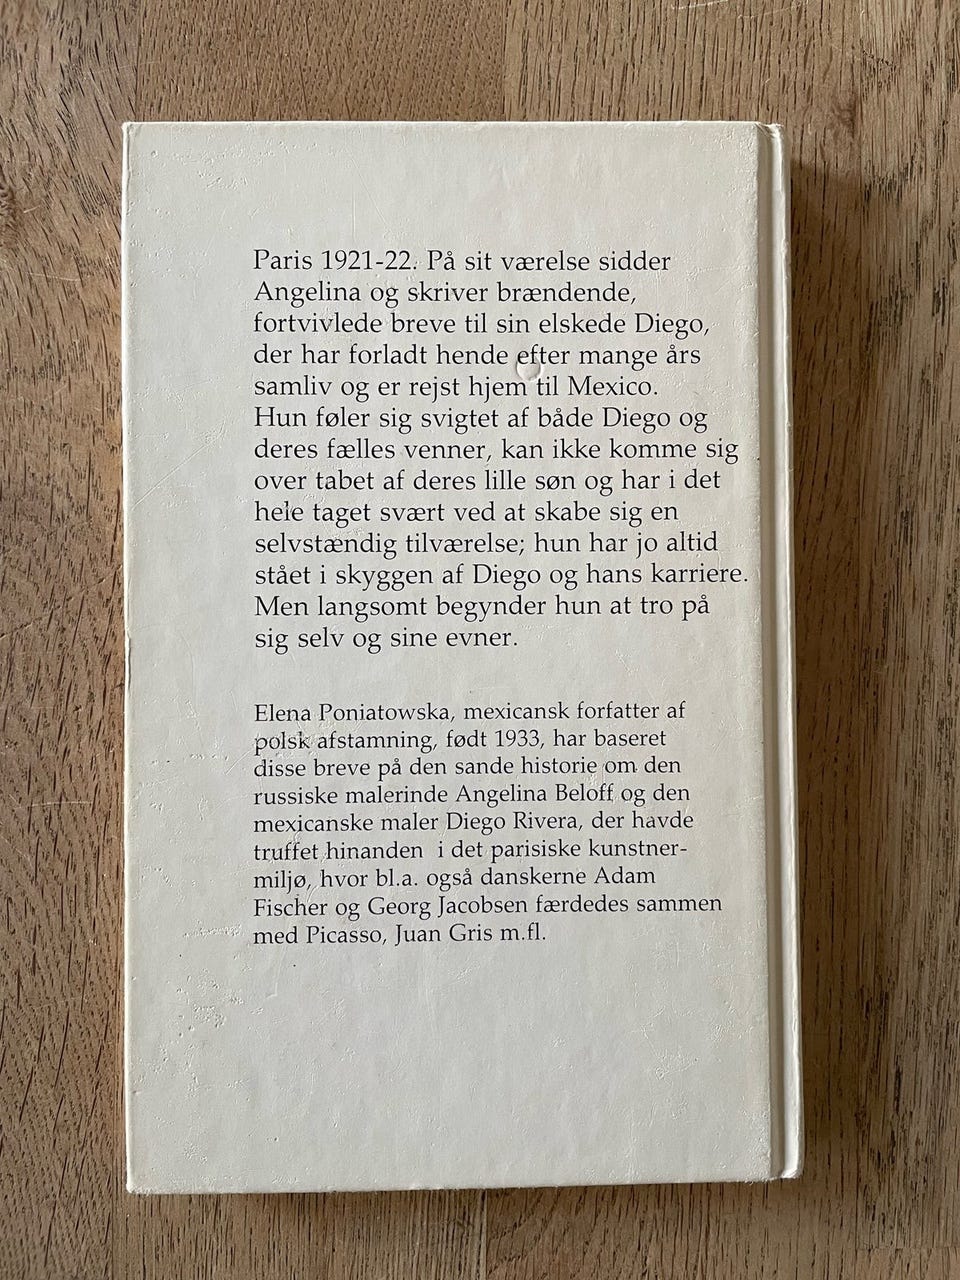 Paris 1921-22. På sit værelse sidder
Angelina og skriver brændende,
fortvivlede breve til sin elskede Diego,
der har forladt hende efter mange års
samliv og er rejst hjem til Mexico.
Hun føler sig svigtet af både Diego og
deres fælles venner, kan ikke komme sig
over tabet af deres lille søn og har i det
hele taget svært ved at skabe sig en
selvstændig tilværelse; hun har jo altid
stået i skyggen af Diego og hans karriere.
Men langsomt begynder hun at tro på
sig selv og sine evner.
Elena Poniatowska, mexicansk forfatter af
polsk afstamning, født 1933, har baseret
disse breve på den sande historie om den
russiske malerinde Angelina Beloff og den
mexicanske maler Diego Rivera, der havde
truffet hinanden i det parisiske kunstner-
miljø, hvor bl.a. også danskerne Adam
Fischer og Georg Jacobsen færdedes sammen
med Picasso, Juan Gris m.fl.